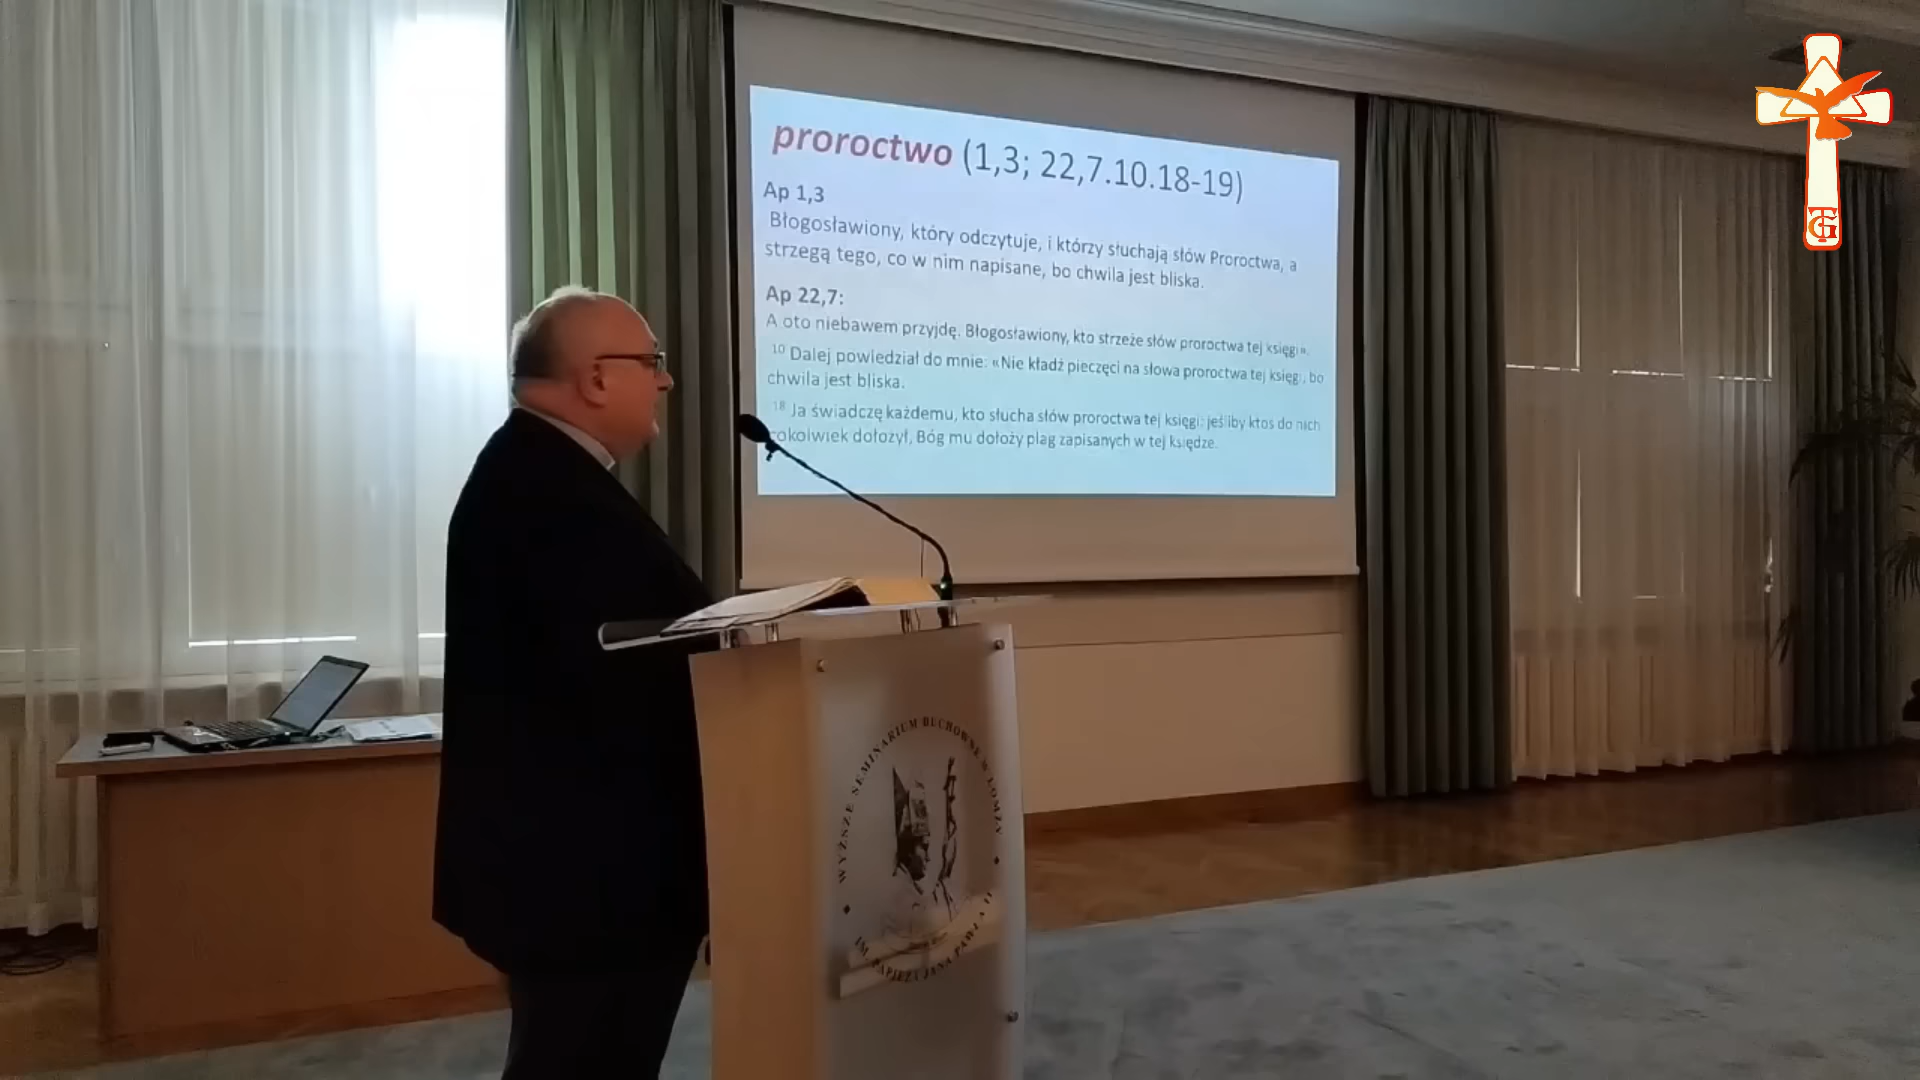 proroctwo (1,3; 22,7.10.18-19)
Ap 1,3
Błogosławiony, który odczytuje, i którzy słuchają słów Proroctwa, a
strzegą tego, co w nim napisane, bo chwila jest bliska.
Ap 22,7:
A oto niebawem przyjdę. Błogosławiony, kto strzeże słów proroctwa tej księgi».
10 Dalej powiedział do mnie: «Nie kładź pieczęci na słowa proroctwa tej księgi, bo
chwila jest bliska.
18 Ja świadczę każdemu, kto słucha słów proroctwa tej księgi: jeśliby ktoś do nich
cokolwiek dołożył, Bóg mu dołoży plag zapisanych w tej księdze.
WYŻSZE SEMINARIUM DUCHOWNE W ŁOMŻY
IM. PAPIEŻA JANA PAWŁA II